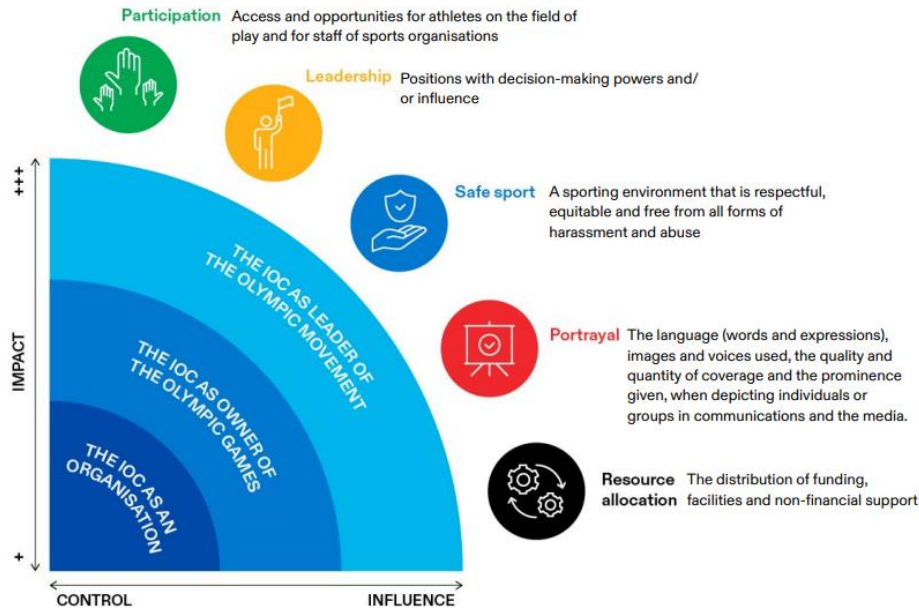 Participation Access and opportunities for athletes on the field of
play and for staff of sports organisations
Leadership Positions with decision-making powers and/
or influence
Safe sport A sporting environment that is respectful,
equitable and free from all forms of
harassment and abuse
Portrayal The language (words and expressions),
images and voices used, the quality and
quantity of coverage and the prominence
given, when depicting individuals or
groups in communications and the media.
Resource
allocation
The distribution of funding,
facilities and non-financial support
+++
IMPACT
+
THE IOC AS LEADER OF
THE OLYMPIC MOVEMENT
THE IOC AS OWNER OF
THE OLYMPIC GAMES
THE IOC AS AN
ORGANISATION
CONTROL
INFLUENCE